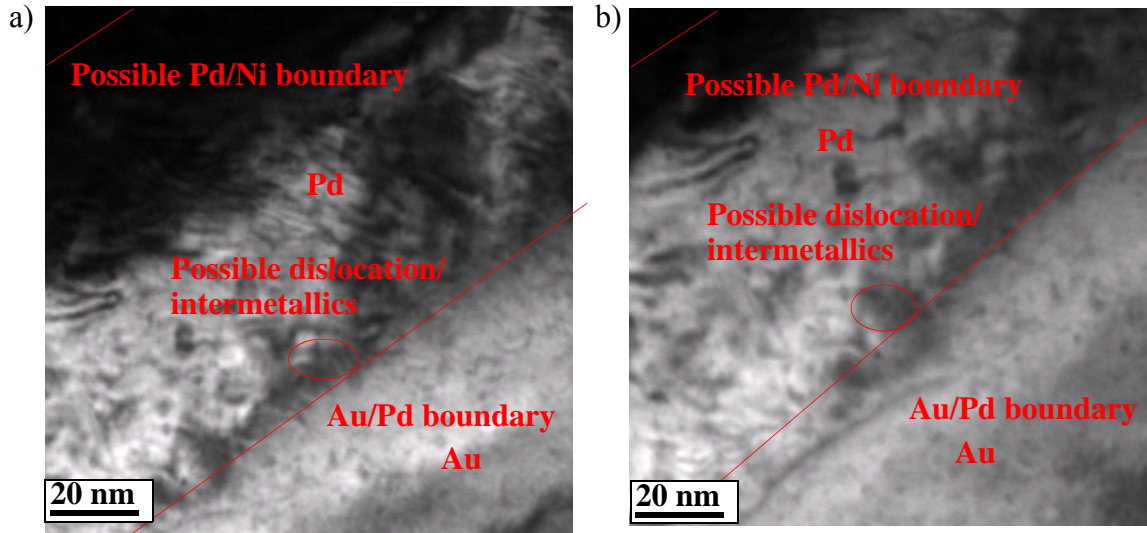 a)
Possible Pd/Ni boundary
Pd
Possible dislocation/
intermetallics
Au/Pd boundary
Au
20 nm
b)
Possible Pd/Ni boundary
Pd
Possible dislocation/
intermetallics
Au/Pd boundary
Au
20 nm